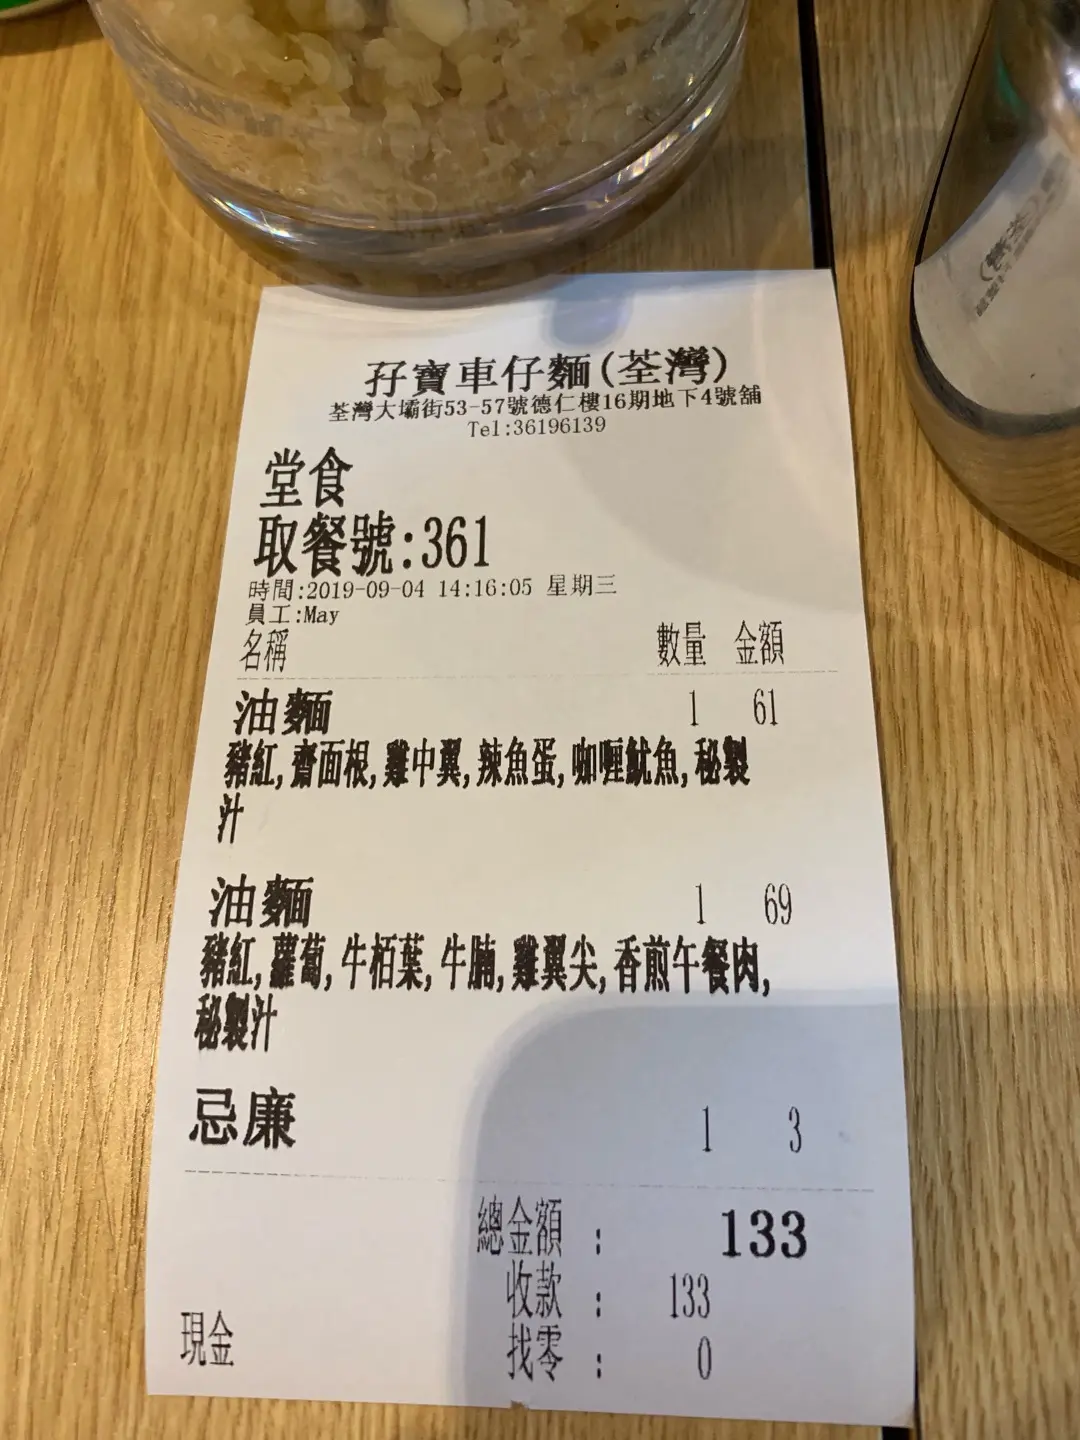 孖寶車仔麵(荃灣)
荃灣大壩街53-57號德仁樓16期地下4號舖
Tel:36196139
堂食
取餐號:361
時間:2019-09-04 14:16:05 星期三
員工:May
名稱 數量 金額
油麵 1 61
豬紅,齋面根,雞中翼,辣魚蛋,咖喱魷魚,秘製
汁
油麵 1 69
豬紅,蘿蔔,牛栢葉,牛腩,雞翼尖,香煎午餐肉,
秘製汁
忌廉 1 3
總金額 : 133
收款 : 133
現金 找零 : 0